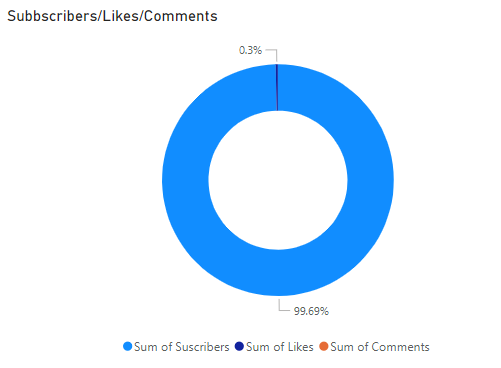 Subbscribers/Likes/Comments
0.3%
99.69%
Sum of Suscribers Sum of Likes Sum of Comments